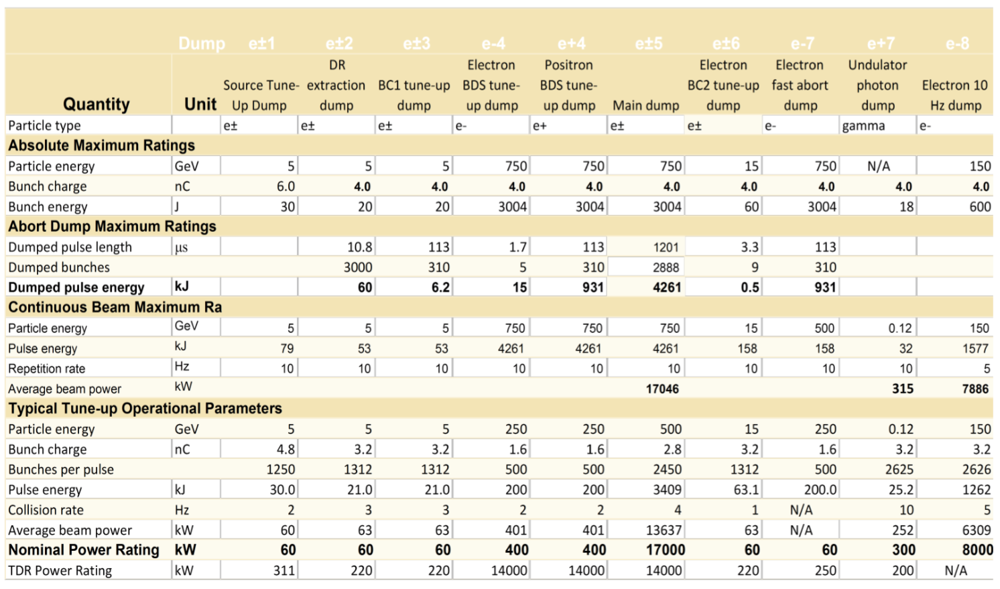 Dump e±1 e±2 e±3 e-4 e+4 e±5 e±6 e-7 e+7 e-8
DR Electron Positron Electron Electron Undulator
Source Tune- extraction BC1 tune-up BDS tune- BDS tune- BC2 tune-up fast abort photon Electron 10
Quantity Unit Up Dump dump dump up dump up dump Main dump dump dump dump Hz dump
Particle type e± e± e± e- e+ e± e± e- gamma e-
Absolute Maximum Ratings
Particle energy GeV 5 5 5 750 750 750 15 750 N/A 150
Bunch charge nC 6.0 4.0 4.0 4.0 4.0 4.0 4.0 4.0 4.0 4.0
Bunch energy J 30 20 20 3004 3004 3004 60 3004 18 600
Abort Dump Maximum Ratings
Dumped pulse length µs 10.8 113 1.7 113 1201 3.3 113
Dumped bunches 3000 310 5 310 2888 9 310
Dumped pulse energy kJ 60 6.2 15 931 4261 0.5 931
Continuous Beam Maximum Ra
Particle energy GeV 5 5 5 750 750 750 15 500 0.12 150
Pulse energy kJ 79 53 53 4261 4261 4261 158 158 32 1577
Repetition rate Hz 10 10 10 10 10 10 10 10 10 5
Average beam power kW 17046 315 7886
Typical Tune-up Operational Parameters
Particle energy GeV 5 5 5 250 250 500 15 250 0.12 150
Bunch charge nC 4.8 3.2 3.2 1.6 1.6 2.8 3.2 1.6 3.2 3.2
Bunches per pulse 1250 1312 1312 500 500 2450 1312 500 2625 2626
Pulse energy kJ 30.0 21.0 21.0 200 200 3409 63.1 200.0 25.2 1262
Collision rate Hz 2 3 3 2 2 4 1 N/A 10 5
Average beam power kW 60 63 63 401 401 13637 63 N/A 252 6309
Nominal Power Rating kW 60 60 60 400 400 17000 60 60 300 8000
TDR Power Rating kW 311 220 220 14000 14000 14000 220 250 200 N/A